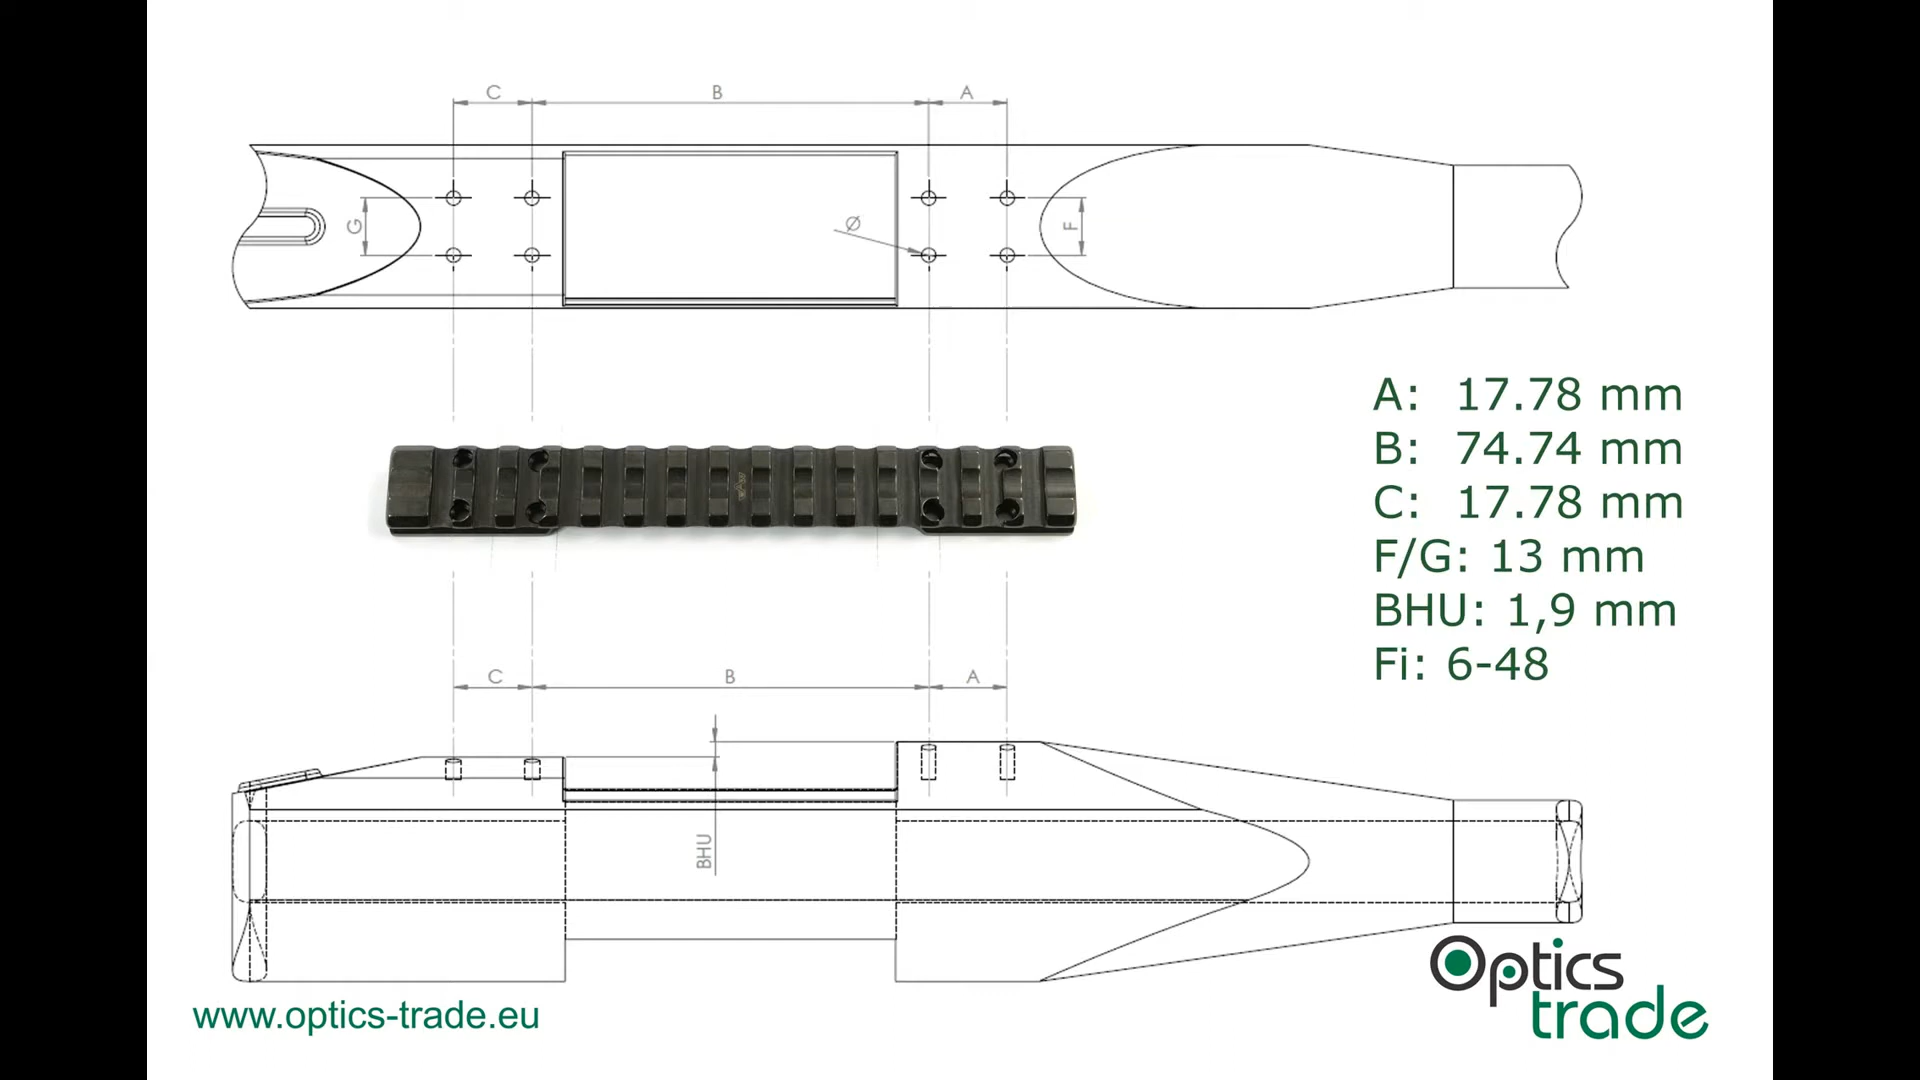 C B A
G
Ø
F
A: 17.78 mm
B: 74.74 mm
C: 17.78 mm
F/G: 13 mm
BHU: 1,9 mm
Fi: 6-48
C B A
BHU
www.optics-trade.eu
Optics
trade